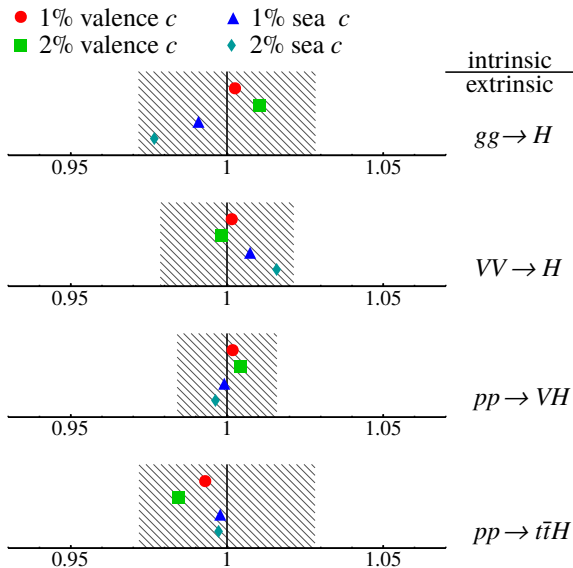 1% valence c 1% sea c
2% valence c 2% sea c
intrinsic
extrinsic
gg → H
0.95 1 1.05
VV → H
0.95 1 1.05
pp → VH
0.95 1 1.05
pp → tt̄H
0.95 1 1.05